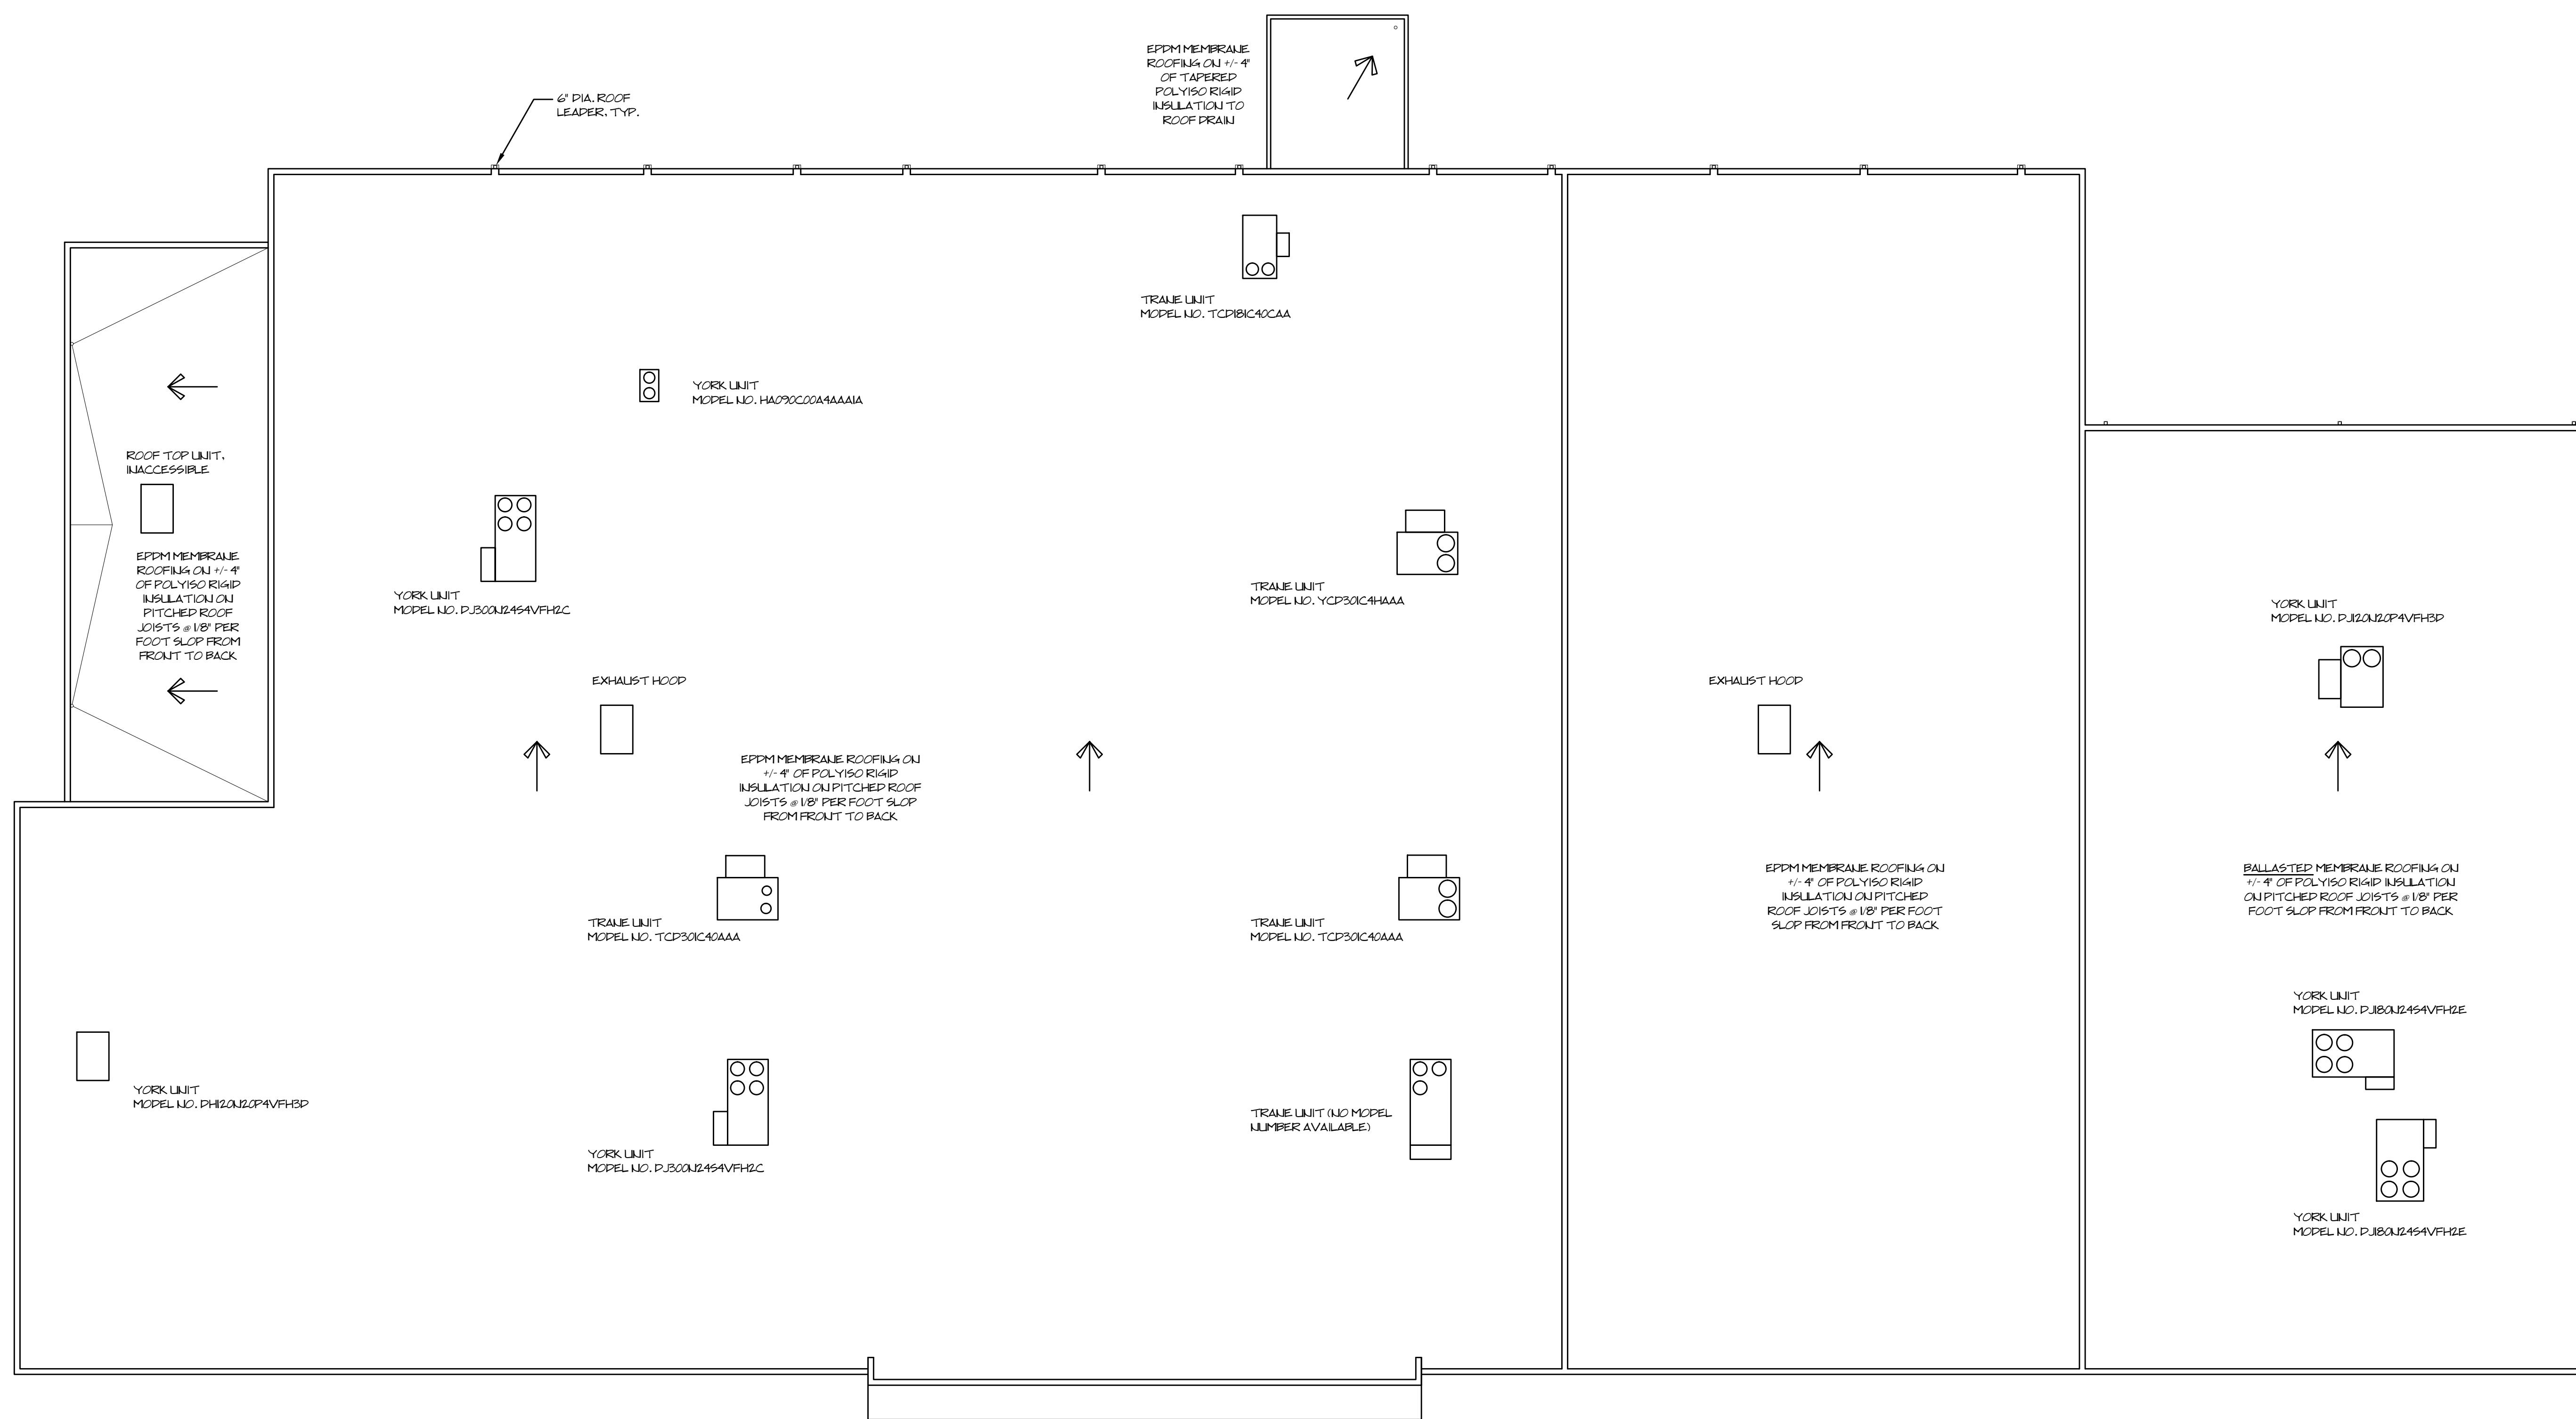 EPDM MEMBRANE
ROOFING ON +/- 4"
OF TAPERED
POLYISO RIGID
INSULATION TO
ROOF DRAIN
6" DIA. ROOF
LEADER, TYP.
TRANE UNIT
MODEL NO. TCD181C40CAA
YORK UNIT
MODEL NO. HA090C00A4AAA1A
ROOF TOP UNIT,
INACCESSIBLE
EPDM MEMBRANE
ROOFING ON +/- 4"
OF POLYISO RIGID
INSULATION ON
PITCHED ROOF
JOISTS @ 1/8" PER
FOOT SLOP FROM
FRONT TO BACK
YORK UNIT
MODEL NO. DJ300N24S4VFH2C
TRANE UNIT
MODEL NO. YCD301C4HAAA
YORK UNIT
MODEL NO. DJ120N20P4VFH3D
EXHAUST HOOD
EXHAUST HOOD
EPDM MEMBRANE ROOFING ON
+/- 4" OF POLYISO RIGID
INSULATION ON PITCHED ROOF
JOISTS @ 1/8" PER FOOT SLOP
FROM FRONT TO BACK
EPDM MEMBRANE ROOFING ON
+/- 4" OF POLYISO RIGID
INSULATION ON PITCHED
ROOF JOISTS @ 1/8" PER FOOT
SLOP FROM FRONT TO BACK
BALLASTED MEMBRANE ROOFING ON
+/- 4" OF POLYISO RIGID INSULATION
ON PITCHED ROOF JOISTS @ 1/8" PER
FOOT SLOP FROM FRONT TO BACK
TRANE UNIT
MODEL NO. TCD301C40AAA
TRANE UNIT
MODEL NO. TCD301C40AAA
YORK UNIT
MODEL NO. DJ180N24S4VFH2E
YORK UNIT
MODEL NO. DH120N20P4VFH3D
TRANE UNIT (NO MODEL
NUMBER AVAILABLE)
YORK UNIT
MODEL NO. DJ300N24S4VFH2C
YORK UNIT
MODEL NO. DJ180N24S4VFH2E